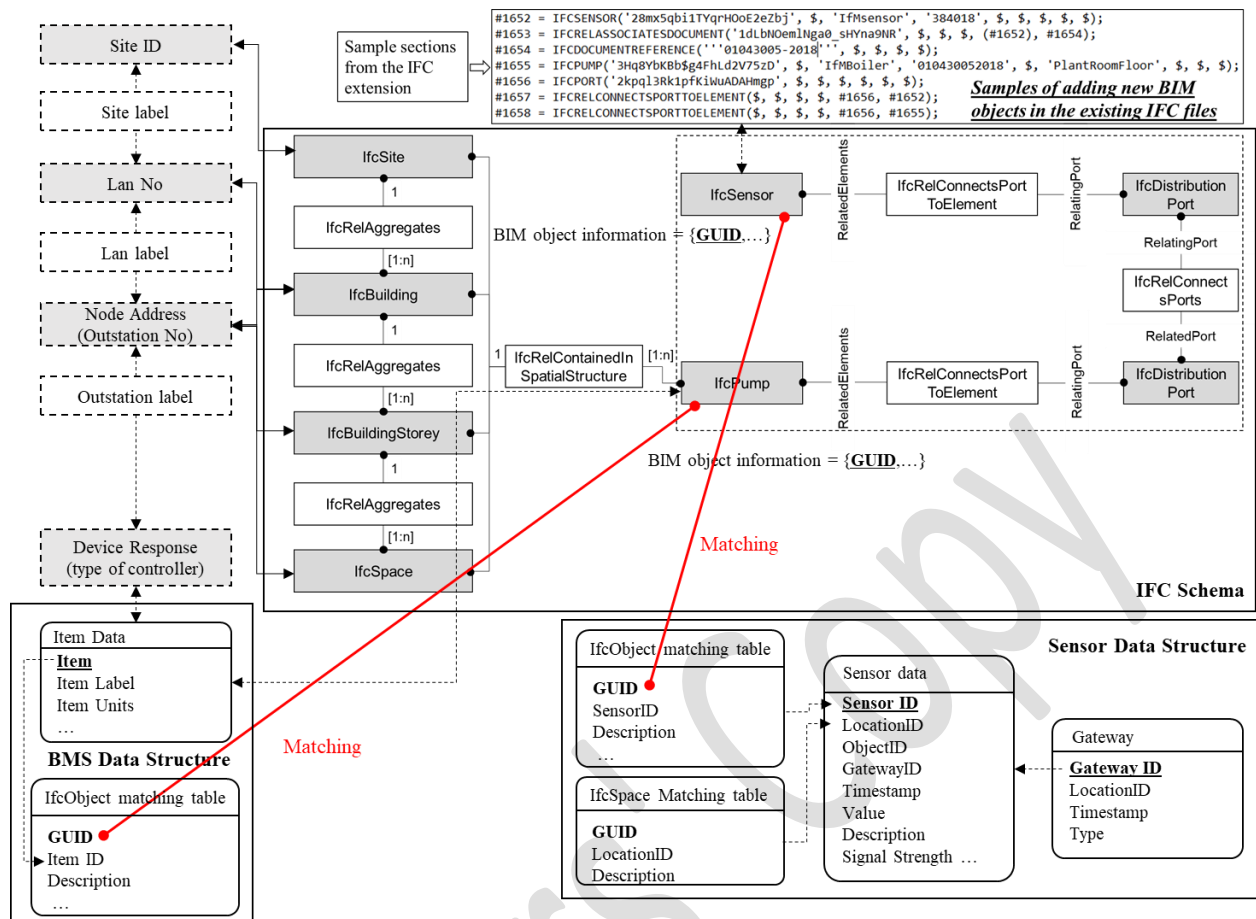 Site ID
Site label
Lan No
Lan label
Node Address
(Outstation No)
Outstation label
Device Response
(type of controller)
Sample sections
from the IFC
extension
#1652 = IFCSENSOR('28mx5qbi1TYqrHOoE2eZbj', $, 'IfMsensor', '384018', $, $, $, $, $);
#1653 = IFCRELASSOCIATESDOCUMENT('1dLbNOemlNga0_sHYna9NR', $, $, $, (#1652), #1654);
#1654 = IFCDOCUMENTREFERENCE('''01043005-2018''', $, $, $, $);
#1655 = IFCPUMP('3Hq8YbKBb$g4FhLd2V75zD', $, 'IfMBoiler', '010430052018', $, 'PlantRoomFloor', $, $, $);
#1656 = IFCPORT('2kpql3Rk1pfKiWuADAHmgp', $, $, $, $, $, $);
#1657 = IFCRELCONNECTSPORTTOELEMENT($, $, $, $, #1656, #1652);
#1658 = IFCRELCONNECTSPORTTOELEMENT($, $, $, $, #1656, #1655);
Samples of adding new BIM
objects in the existing IFC files
IfcSite
1
IfcRelAggregates
[1:n]
IfcBuilding
1
IfcRelAggregates
[1:n]
IfcBuildingStorey
1
IfcRelAggregates
[1:n]
IfcSpace
1
IfcRelContainedIn
SpatialStructure
[1:n]
IfcSensor
RelatedElements
IfcRelConnectsPort
ToElement
RelatingPort
IfcDistribution
Port
BIM object information = {GUID,…}
RelatingPort
IfcRelConnect
sPorts
RelatedPort
IfcPump
RelatedElements
IfcRelConnectsPort
ToElement
RelatingPort
IfcDistribution
Port
BIM object information = {GUID,…}
Matching
IFC Schema
Item Data
Item
Item Label
Item Units
…
BMS Data Structure
IfcObject matching table
GUID
Item ID
Description
…
Matching
Sensor Data Structure
IfcObject matching table
GUID
SensorID
Description
…
IfcSpace Matching table
GUID
LocationID
Description
Sensor data
Sensor ID
LocationID
ObjectID
GatewayID
Timestamp
Value
Description
Signal Strength …
Gateway
Gateway ID
LocationID
Timestamp
Type
Copy